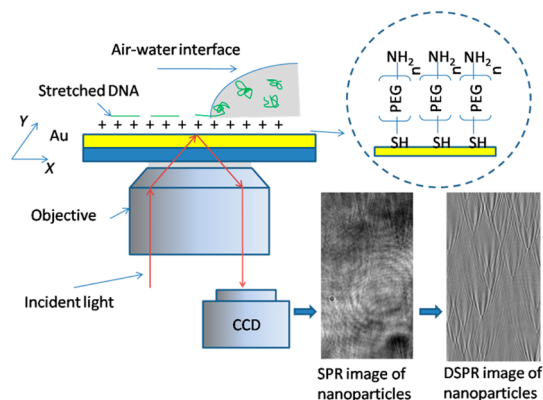 Air-water interface
Stretched DNA
Y
Au
X
+ + + + + + + + + + + + +
Objective
Incident light
CCD
NH2 NH2 NH2
n n n
PEG PEG PEG
SH SH SH
SPR image of
nanoparticles
DSPR image of
nanoparticles